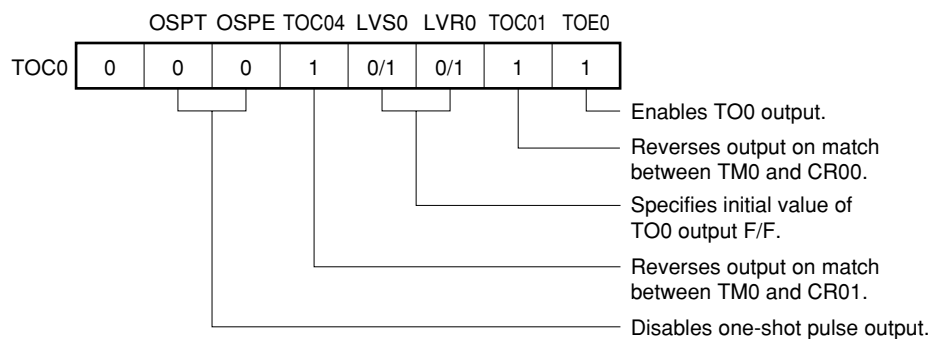 OSPT OSPE TOC04 LVS0 LVR0 TOC01 TOE0
TOC0 0 0 0 1 0/1 0/1 1 1
Enables TO0 output.
Reverses output on match
between TM0 and CR00.
Specifies initial value of
TO0 output F/F.
Reverses output on match
between TM0 and CR01.
Disables one-shot pulse output.